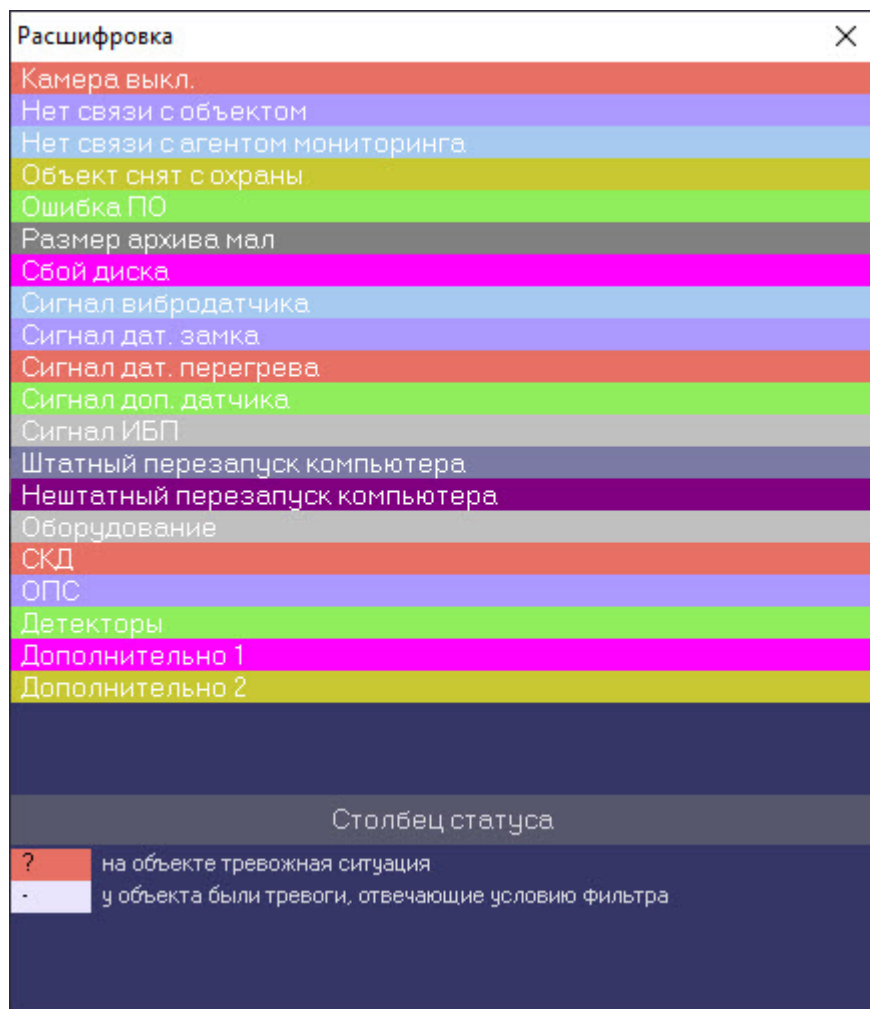 Расшифровка
Камера выкл.
Нет связи с объектом
Нет связи с агентом мониторинга
Объект снят с охраны
Ошибка ПО
Размер архива мал
Сбой диска
Сигнал вибродатчика
Сигнал дат. замка
Сигнал дат. перегрева
Сигнал доп. датчика
Сигнал ИБП
Штатный перезапуск компьютера
Нештатный перезапуск компьютера
Оборудование
СКД
ОПС
Детекторы
Дополнительно 1
Дополнительно 2
Столбец статуса
? на объекте тревожная ситуация
- у объекта были тревоги, отвечающие условию фильтра